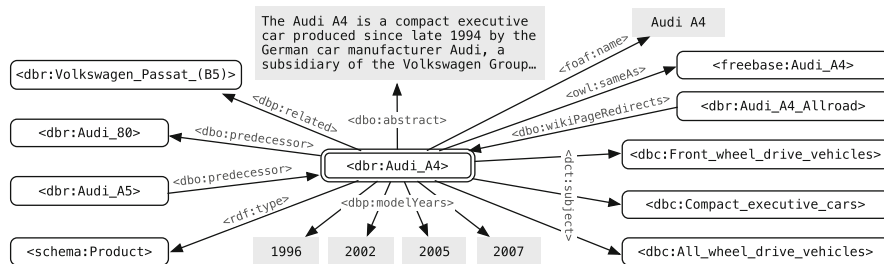 The Audi A4 is a compact executive
car produced since late 1994 by the
German car manufacturer Audi, a
subsidiary of the Volkswagen Group…
Audi A4
<foaf:name>
<dbr:Volkswagen_Passat_(B5)>
<dbp:related>
<dbo:abstract>
<owl:sameAs>
<freebase:Audi_A4>
<dbo:wikiPageRedirects>
<dbr:Audi_A4_Allroad>
<dbr:Audi_80>
<dbo:predecessor>
<dbr:Audi_A4>
<dct:subject>
<dbc:Front_wheel_drive_vehicles>
<dbr:Audi_A5>
<dbo:predecessor>
<dbc:Compact_executive_cars>
<rdf:type>
<dbp:modelYears>
<schema:Product>
1996
2002
2005
2007
<dbc:All_wheel_drive_vehicles>